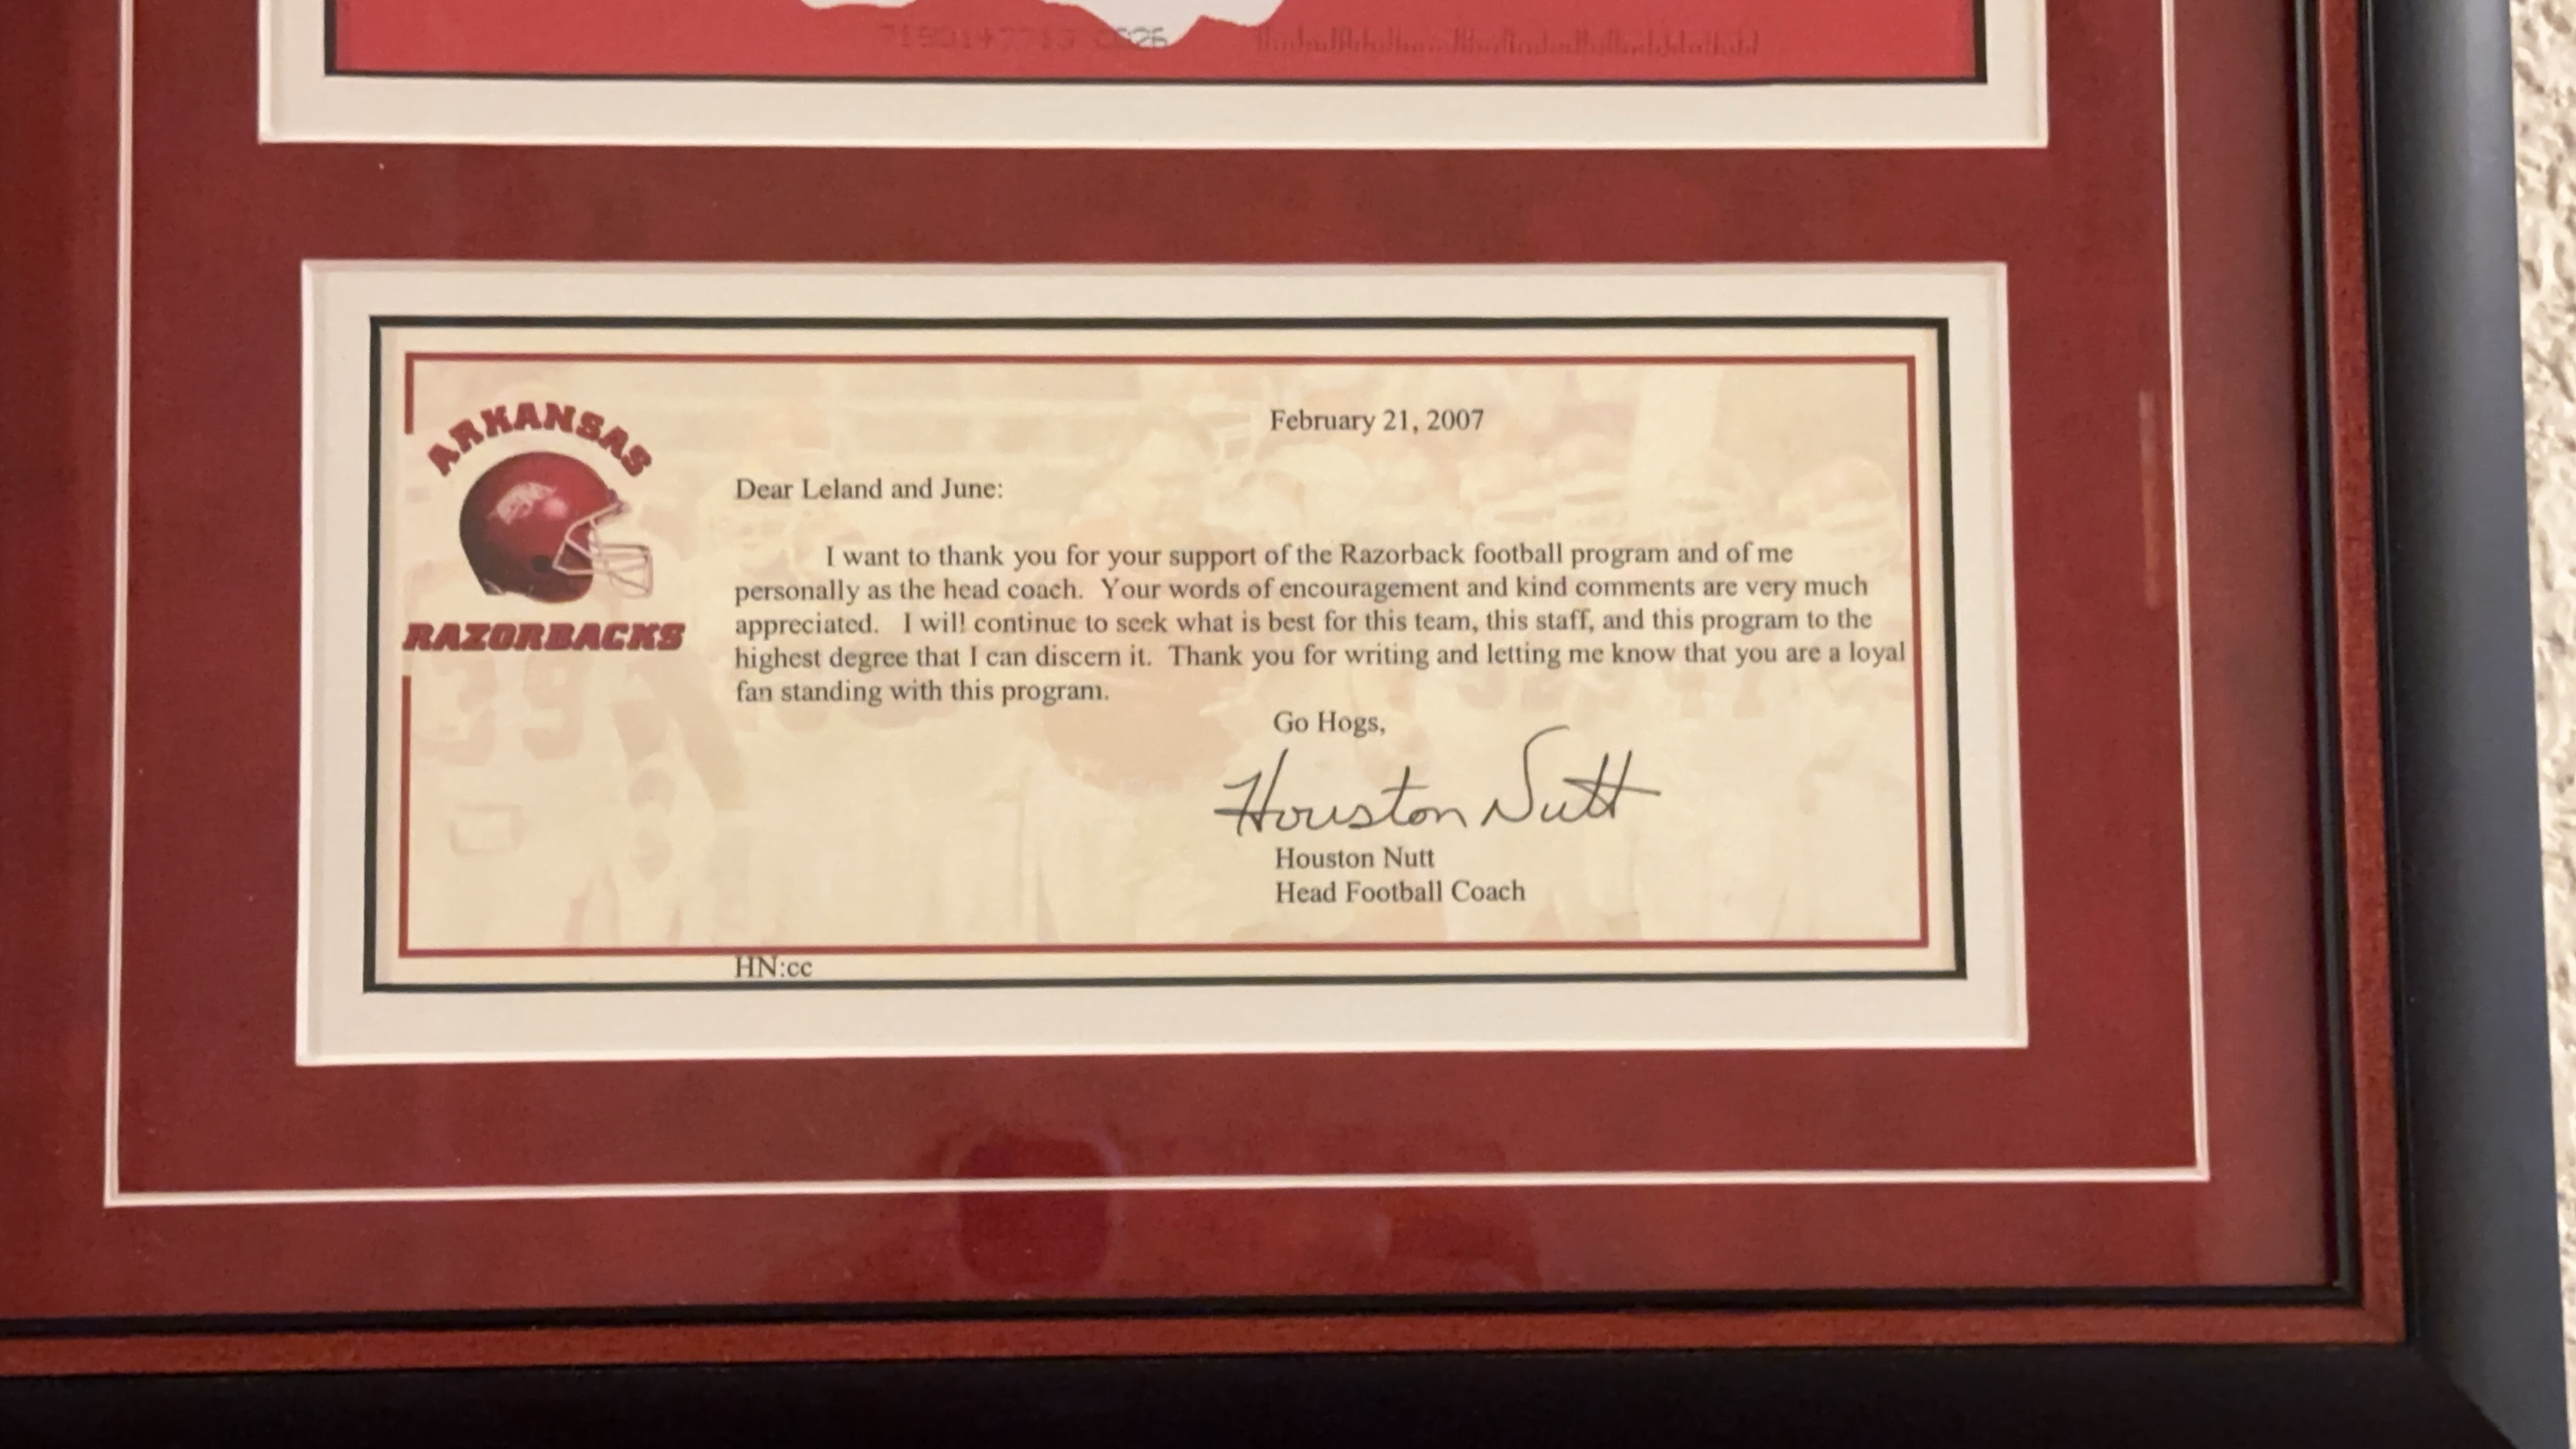 ARKANSAS
RAZORBACKS
February 21, 2007
Dear Leland and June:
I want to thank you for your support of the Razorback football program and of me
personally as the head coach. Your words of encouragement and kind comments are very much
appreciated. I will continue to seek what is best for this team, this staff, and this program to the
highest degree that I can discern it. Thank you for writing and letting me know that you are a loyal
fan standing with this program.
Go Hogs,
Houston Nutt
Houston Nutt
Head Football Coach
HN:cc